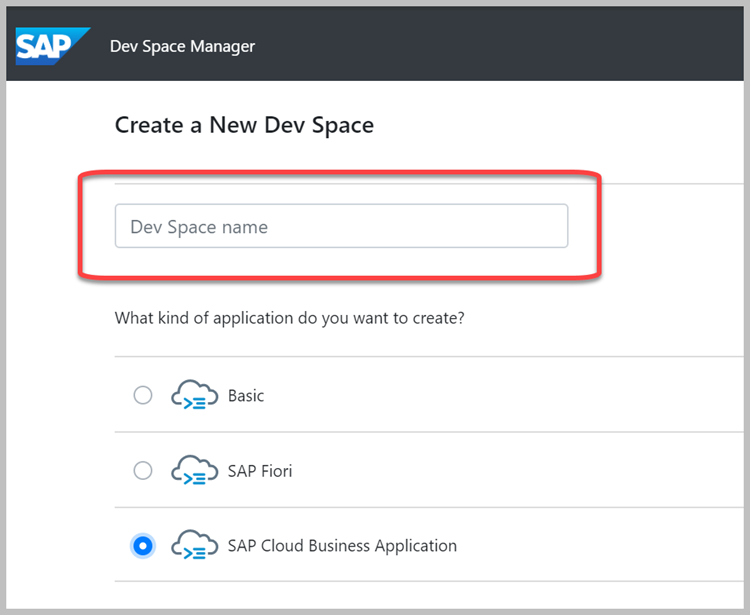 SAP
Dev Space Manager
Create a New Dev Space
Dev Space name
What kind of application do you want to create?
Basic
SAP Fiori
SAP Cloud Business Application